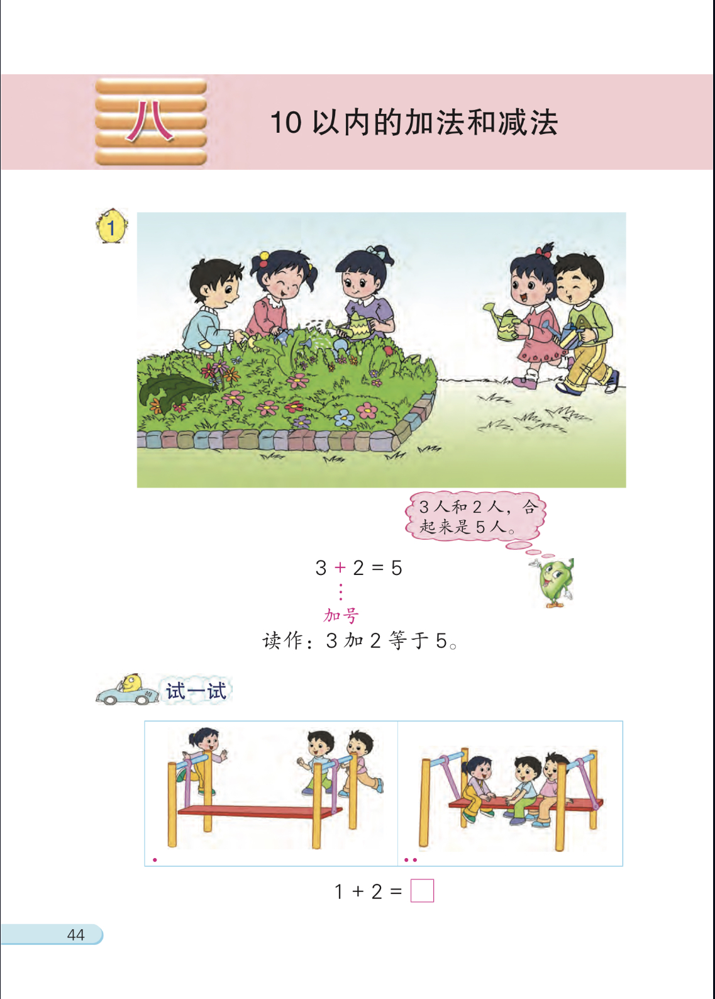 八
10 以内的加法和减法
1
3 人和 2 人，合
起来是 5 人。
3 + 2 = 5
加号
读作：3 加 2 等于 5。
试一试
1 + 2 = □
44